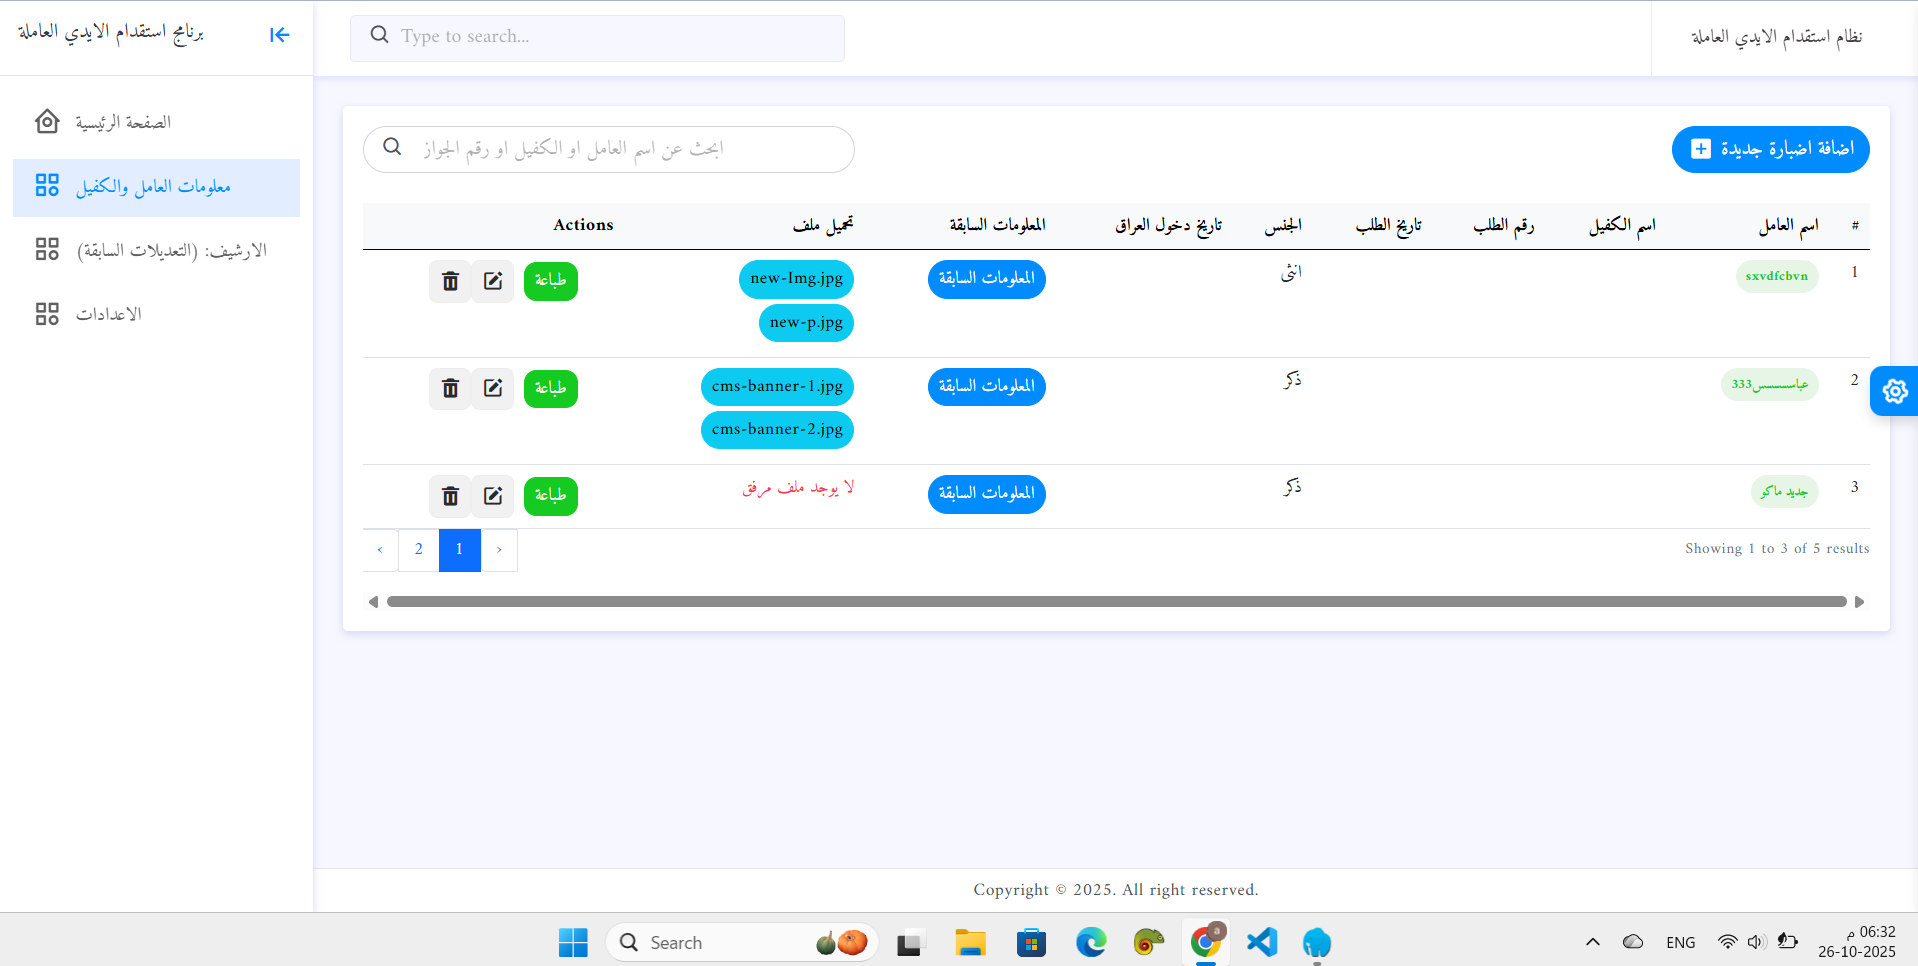 برنامج استقدام الايدي العاملة
Type to search...
نظام استقدام الايدي العاملة
الصفحة الرئيسية
معلومات العامل والكفيل
الارشيف: (التعديلات السابقة)
الاعدادات
اضافة اضبارة جديدة
ابحث عن اسم العامل او الكفيل او رقم الجواز
# اسم العامل اسم الكفيل رقم الطلب تاريخ الطلب الجنس تاريخ دخول العراق المعلومات السابقة تحميل ملف Actions
1 sxvdfcbvn انثى المعلومات السابقة new-Img.jpg طباعة
new-p.jpg
2 عباسسسسس333 ذكر المعلومات السابقة cms-banner-1.jpg طباعة
cms-banner-2.jpg
3 جديد ماكو ذكر المعلومات السابقة لا يوجد ملف مرفق طباعة
Showing 1 to 3 of 5 results
› 1 2 ‹
Copyright © 2025. All right reserved.
Search
ENG
06:32 م
26-10-2025